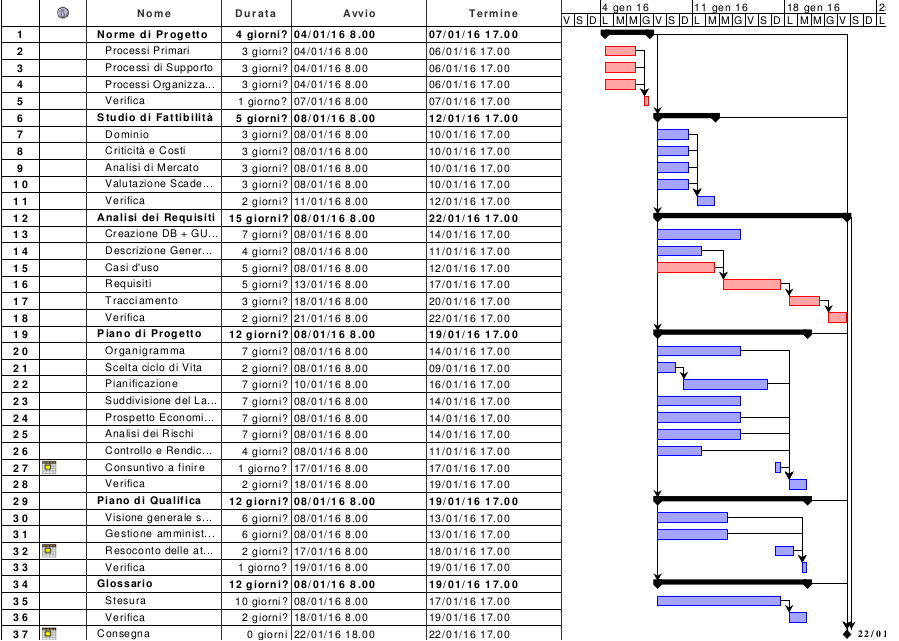 4 gen 16 11 gen 16 18 gen 16 2
Nome Durata Avvio Termine V S D L M M G V S D L M M G V S D L M M G V S D L
1 Norme di Progetto 4 giorni? 04/01/16 8.00 07/01/16 17.00
2 Processi Primari 3 giorni? 04/01/16 8.00 06/01/16 17.00
3 Processi di Supporto 3 giorni? 04/01/16 8.00 06/01/16 17.00
4 Processi Organizza... 3 giorni? 04/01/16 8.00 06/01/16 17.00
5 Verifica 1 giorno? 07/01/16 8.00 07/01/16 17.00
6 Studio di Fattibilità 5 giorni? 08/01/16 8.00 12/01/16 17.00
7 Dominio 3 giorni? 08/01/16 8.00 10/01/16 17.00
8 Criticità e Costi 3 giorni? 08/01/16 8.00 10/01/16 17.00
9 Analisi di Mercato 3 giorni? 08/01/16 8.00 10/01/16 17.00
10 Valutazione Scade... 3 giorni? 08/01/16 8.00 10/01/16 17.00
11 Verifica 2 giorni? 11/01/16 8.00 12/01/16 17.00
12 Analisi dei Requisiti 15 giorni? 08/01/16 8.00 22/01/16 17.00
13 Creazione DB + GU... 7 giorni? 08/01/16 8.00 14/01/16 17.00
14 Descrizione Gener... 4 giorni? 08/01/16 8.00 11/01/16 17.00
15 Casi d'uso 5 giorni? 08/01/16 8.00 12/01/16 17.00
16 Requisiti 5 giorni? 13/01/16 8.00 17/01/16 17.00
17 Tracciamento 3 giorni? 18/01/16 8.00 20/01/16 17.00
18 Verifica 2 giorni? 21/01/16 8.00 22/01/16 17.00
19 Piano di Progetto 12 giorni? 08/01/16 8.00 19/01/16 17.00
20 Organigramma 7 giorni? 08/01/16 8.00 14/01/16 17.00
21 Scelta ciclo di Vita 2 giorni? 08/01/16 8.00 09/01/16 17.00
22 Pianificazione 7 giorni? 10/01/16 8.00 16/01/16 17.00
23 Suddivisione del La... 7 giorni? 08/01/16 8.00 14/01/16 17.00
24 Prospetto Economi... 7 giorni? 08/01/16 8.00 14/01/16 17.00
25 Analisi dei Rischi 7 giorni? 08/01/16 8.00 14/01/16 17.00
26 Controllo e Rendic... 4 giorni? 08/01/16 8.00 11/01/16 17.00
27 Consuntivo a finire 1 giorno? 17/01/16 8.00 17/01/16 17.00
28 Verifica 2 giorni? 18/01/16 8.00 19/01/16 17.00
29 Piano di Qualifica 12 giorni? 08/01/16 8.00 19/01/16 17.00
30 Visione generale s... 6 giorni? 08/01/16 8.00 13/01/16 17.00
31 Gestione amminist... 6 giorni? 08/01/16 8.00 13/01/16 17.00
32 Resoconto delle at... 2 giorni? 17/01/16 8.00 18/01/16 17.00
33 Verifica 1 giorno? 19/01/16 8.00 19/01/16 17.00
34 Glossario 12 giorni? 08/01/16 8.00 19/01/16 17.00
35 Stesura 10 giorni? 08/01/16 8.00 17/01/16 17.00
36 Verifica 2 giorni? 18/01/16 8.00 19/01/16 17.00
37 Consegna 0 giorni 22/01/16 18.00 22/01/16 17.00 22/01